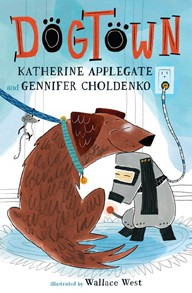 DOGTOWN
KATHERINE APPLEGATE
and GENNIFER CHOLDENKO
illustrated by Wallace West